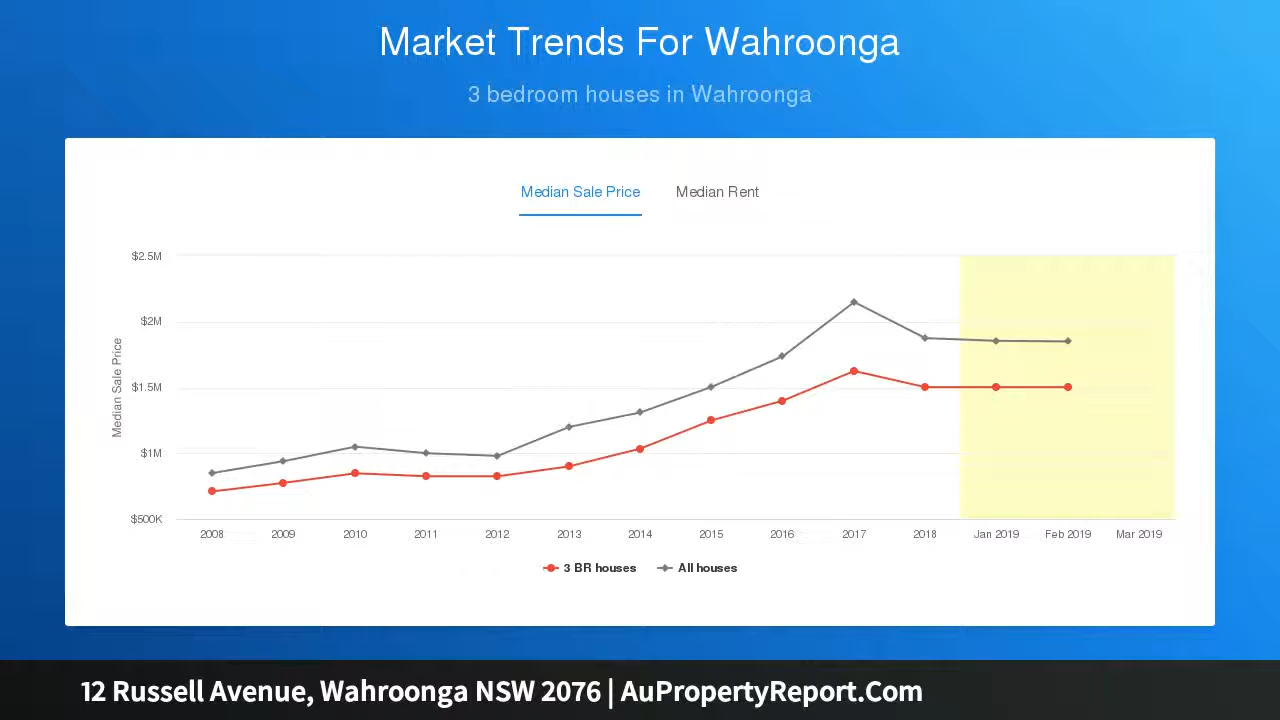 Market Trends For Wahroonga
3 bedroom houses in Wahroonga
Median Sale Price Median Rent
$2.5M
$2M
$1.5M
$1M
$500K
Median Sale Price
2008 2009 2010 2011 2012 2013 2014 2015 2016 2017 2018 Jan 2019 Feb 2019 Mar 2019
3 BR houses All houses
12 Russell Avenue, Wahroonga NSW 2076 | AuPropertyReport.Com